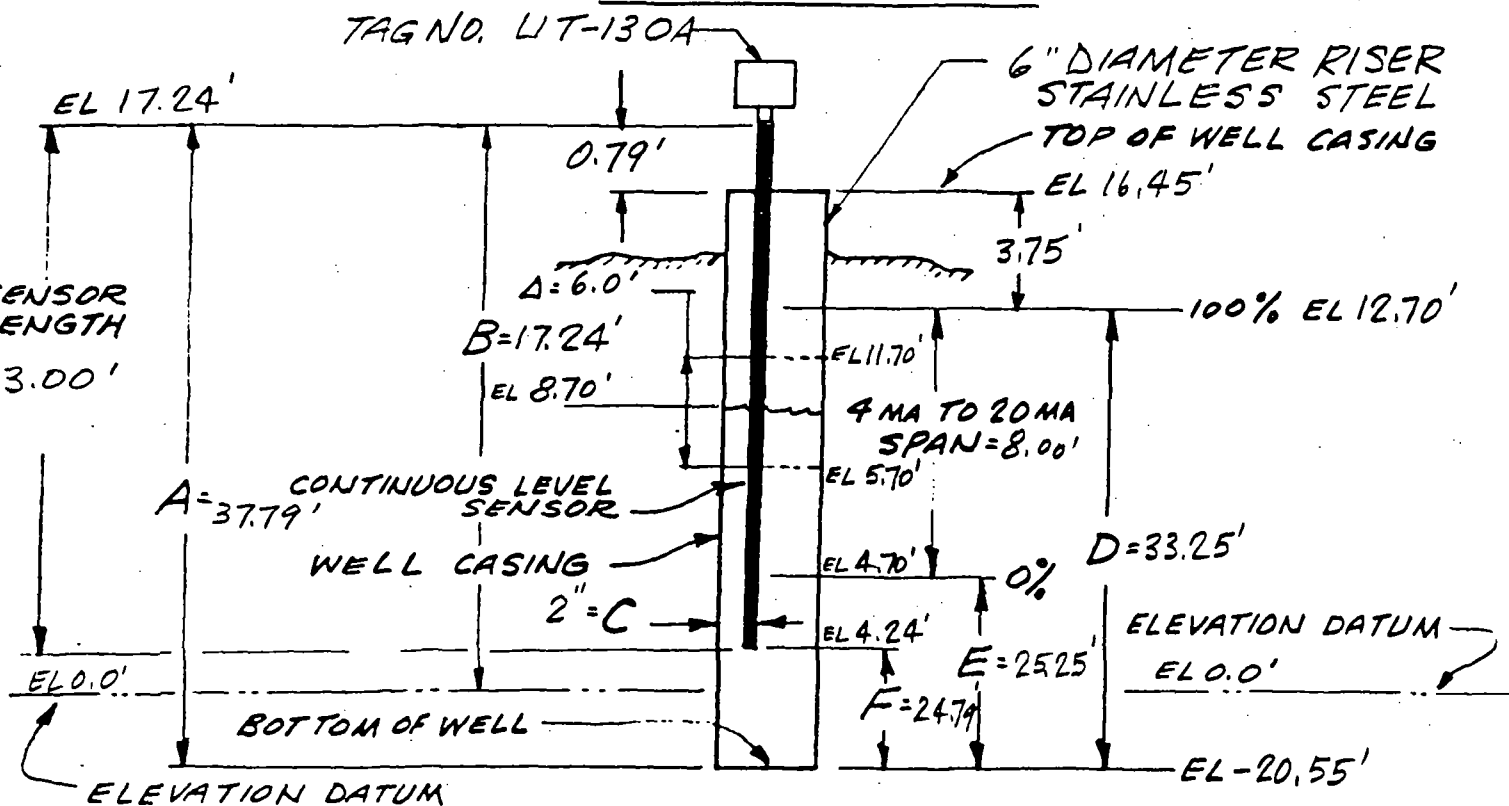 TAG NO. LIT-130A
6" DIAMETER RISER
STAINLESS STEEL
EL 17.24'
0.79'
TOP OF WELL CASING
EL 16.45'
3.75'
Δ=6.0'
100% EL 12.70'
ENSOR
ENGTH
3.00'
B=17.24'
EL 11.70'
EL 8.70'
4 MA TO 20 MA
SPAN=8.00'
EL 5.70'
A=37.79'
CONTINUOUS LEVEL
SENSOR
D=33.25'
WELL CASING
EL 4.70'
0%
2"=C
EL 4.24'
ELEVATION DATUM
EL 0.0'
E=25.25'
EL 0.0'
F=24.79'
BOTTOM OF WELL
EL -20.55'
ELEVATION DATUM